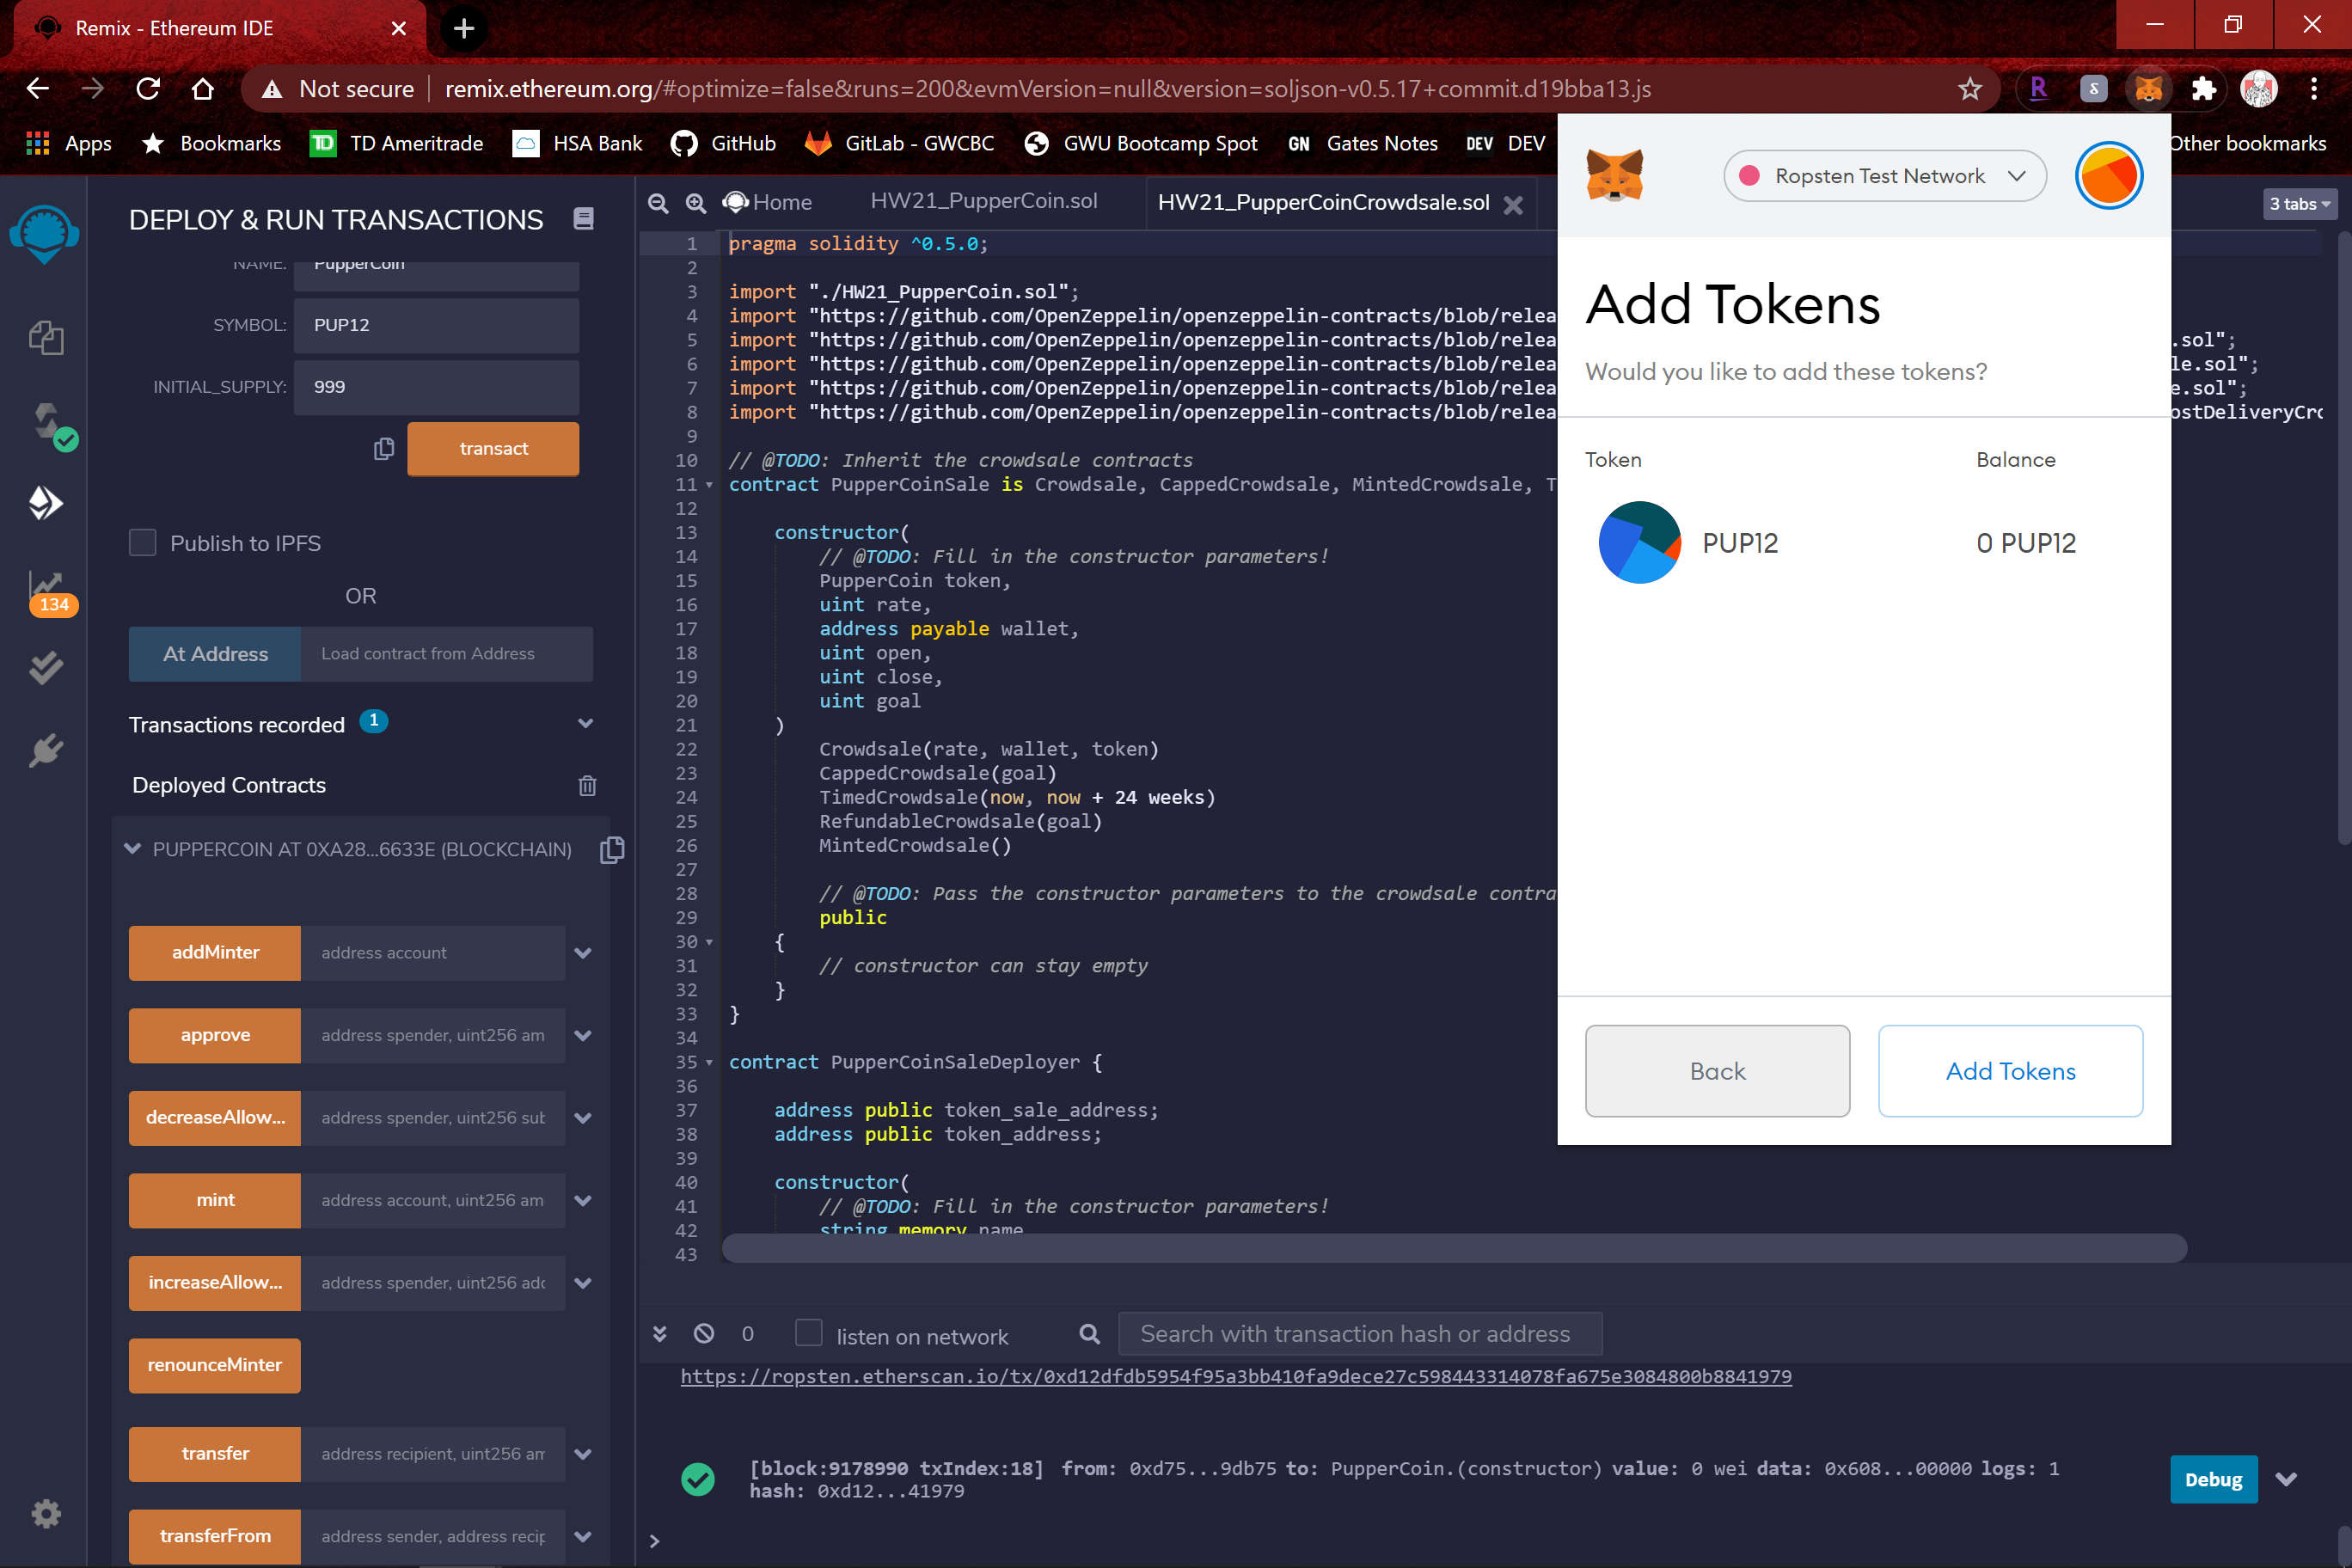 Remix - Ethereum IDE
Not secure
remix.ethereum.org/#optimize=false&runs=200&evmVersion=null&version=soljson-v0.5.17+commit.d19bba13.js
Apps
Bookmarks
TD Ameritrade
HSA Bank
GitHub
GitLab - GWCBC
GWU Bootcamp Spot
GN Gates Notes
DEV DEV
Other bookmarks
DEPLOY & RUN TRANSACTIONS
NAME: PupperCoin
SYMBOL: PUP12
INITIAL_SUPPLY: 999
transact
Publish to IPFS
OR
At Address
Load contract from Address
Transactions recorded 1
Deployed Contracts
PUPPERCOIN AT 0XA28...6633E (BLOCKCHAIN)
addMinter address account
approve address spender, uint256 am
decreaseAllow... address spender, uint256 sub
mint address account, uint256 am
increaseAllow... address spender, uint256 adc
renounceMinter
transfer address recipient, uint256 am
transferFrom address sender, address recip
134
Home
HW21_PupperCoin.sol
HW21_PupperCoinCrowdsale.sol
3 tabs
1 pragma solidity ^0.5.0;
2
3 import "./HW21_PupperCoin.sol";
4 import "https://github.com/OpenZeppelin/openzeppelin-contracts/blob/relea
5 import "https://github.com/OpenZeppelin/openzeppelin-contracts/blob/relea .sol";
6 import "https://github.com/OpenZeppelin/openzeppelin-contracts/blob/relea le.sol";
7 import "https://github.com/OpenZeppelin/openzeppelin-contracts/blob/relea e.sol";
8 import "https://github.com/OpenZeppelin/openzeppelin-contracts/blob/relea ostDeliveryCro
9
10 // @TODO: Inherit the crowdsale contracts
11 contract PupperCoinSale is Crowdsale, CappedCrowdsale, MintedCrowdsale, T
12
13 constructor(
14 // @TODO: Fill in the constructor parameters!
15 PupperCoin token,
16 uint rate,
17 address payable wallet,
18 uint open,
19 uint close,
20 uint goal
21 )
22 Crowdsale(rate, wallet, token)
23 CappedCrowdsale(goal)
24 TimedCrowdsale(now, now + 24 weeks)
25 RefundableCrowdsale(goal)
26 MintedCrowdsale()
27
28 // @TODO: Pass the constructor parameters to the crowdsale contra
29 public
30 {
31 // constructor can stay empty
32 }
33 }
34
35 contract PupperCoinSaleDeployer {
36
37 address public token_sale_address;
38 address public token_address;
39
40 constructor(
41 // @TODO: Fill in the constructor parameters!
42 string memory name
43
Ropsten Test Network
Add Tokens
Would you like to add these tokens?
Token Balance
PUP12 0 PUP12
Back
Add Tokens
0
listen on network
Search with transaction hash or address
https://ropsten.etherscan.io/tx/0xd12dfdb5954f95a3bb410fa9dece27c598443314078fa675e3084800b8841979
[block:9178990 txIndex:18] from: 0xd75...9db75 to: PupperCoin.(constructor) value: 0 wei data: 0x608...00000 logs: 1
hash: 0xd12...41979
Debug
>